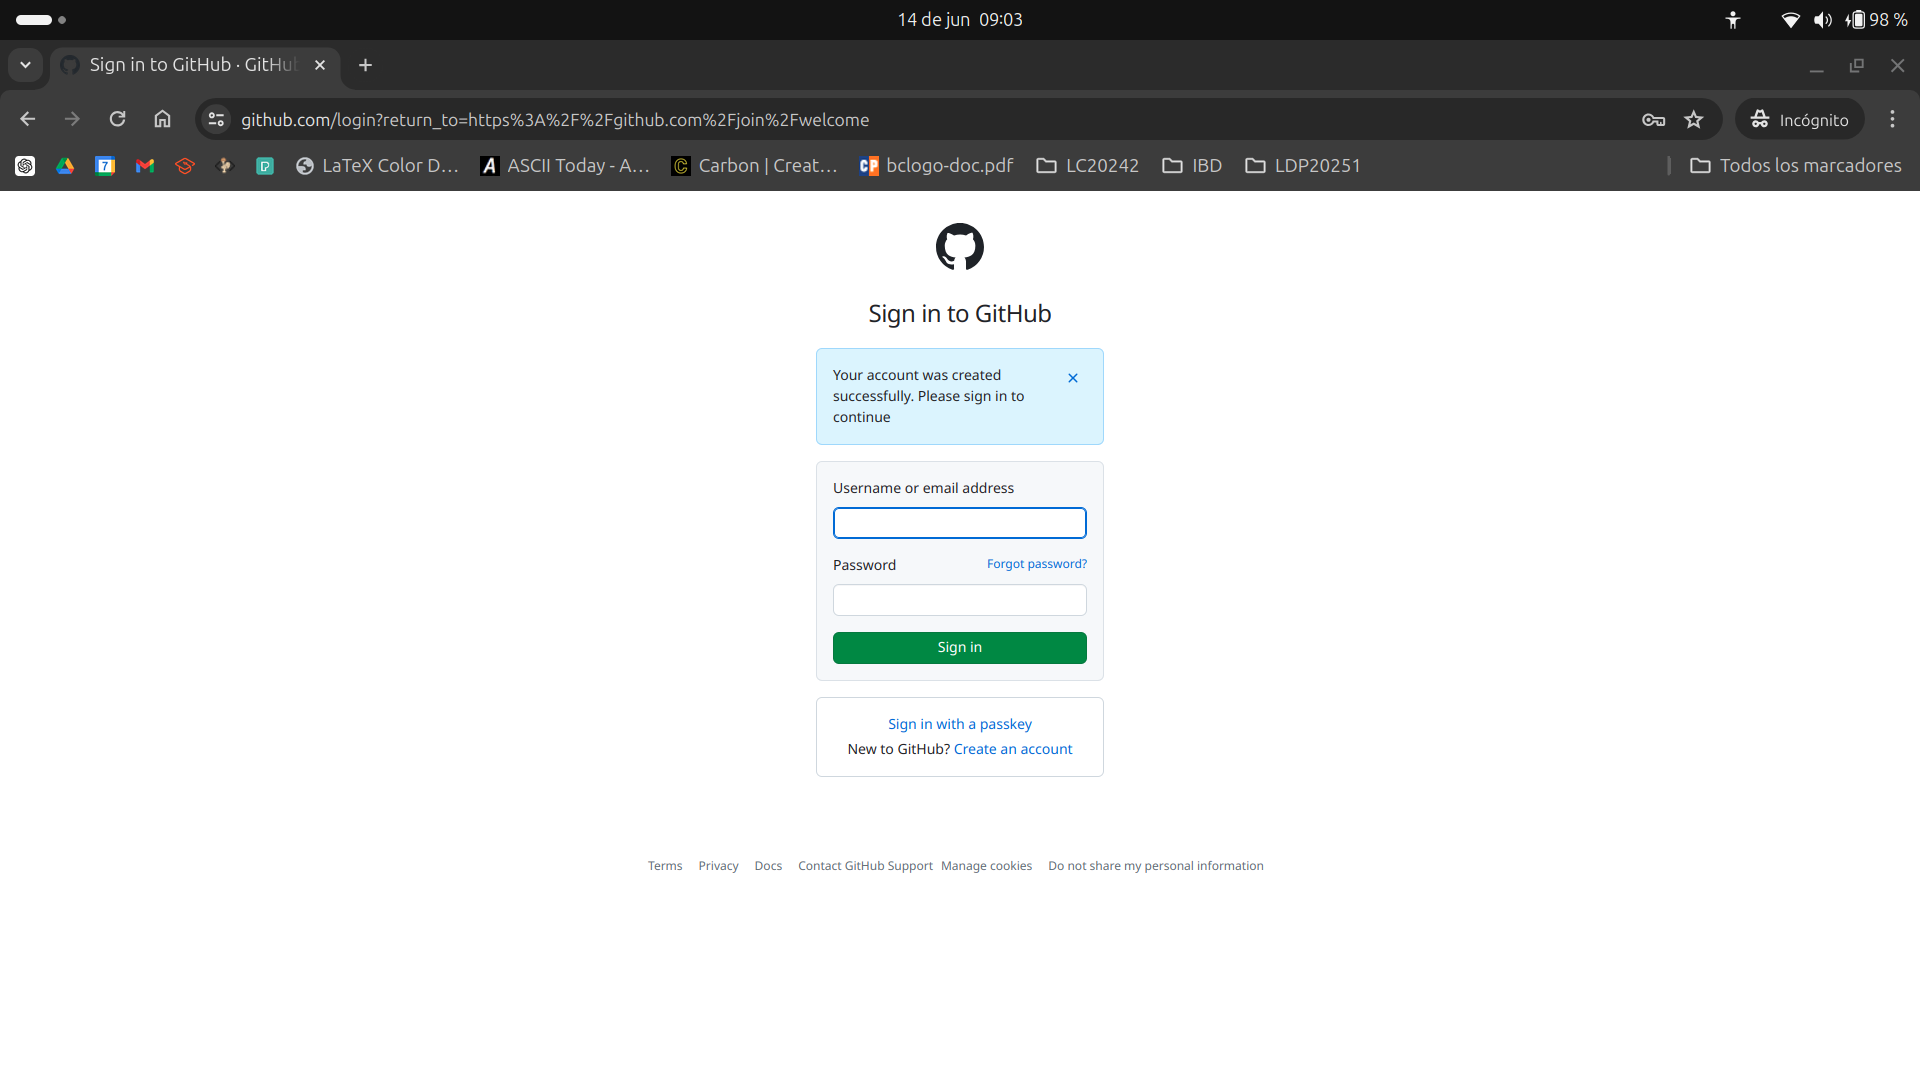 14 de jun 09:03
98 %
Sign in to GitHub · GitHub
github.com/login?return_to=https%3A%2F%2Fgithub.com%2Fjoin%2Fwelcome
Incógnito
7
LaTeX Color D...
A
ASCII Today - A...
C
Carbon | Creat...
CP
bclogo-doc.pdf
LC20242
IBD
LDP20251
Todos los marcadores
Sign in to GitHub
Your account was created
successfully. Please sign in to
continue
Username or email address
Password
Forgot password?
Sign in
Sign in with a passkey
New to GitHub? Create an account
Terms Privacy Docs Contact GitHub Support Manage cookies Do not share my personal information